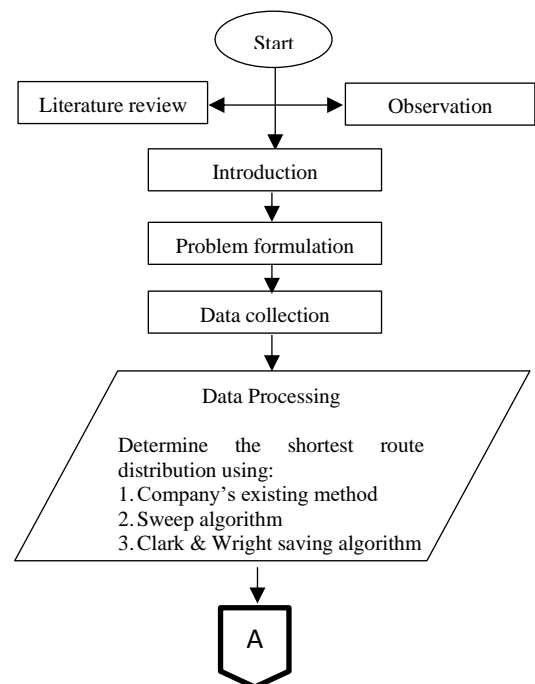 Start
Literature review
Observation
Introduction
Problem formulation
Data collection
Data Processing
Determine the shortest route
distribution using:
1. Company's existing method
2. Sweep algorithm
3. Clark & Wright saving algorithm
A